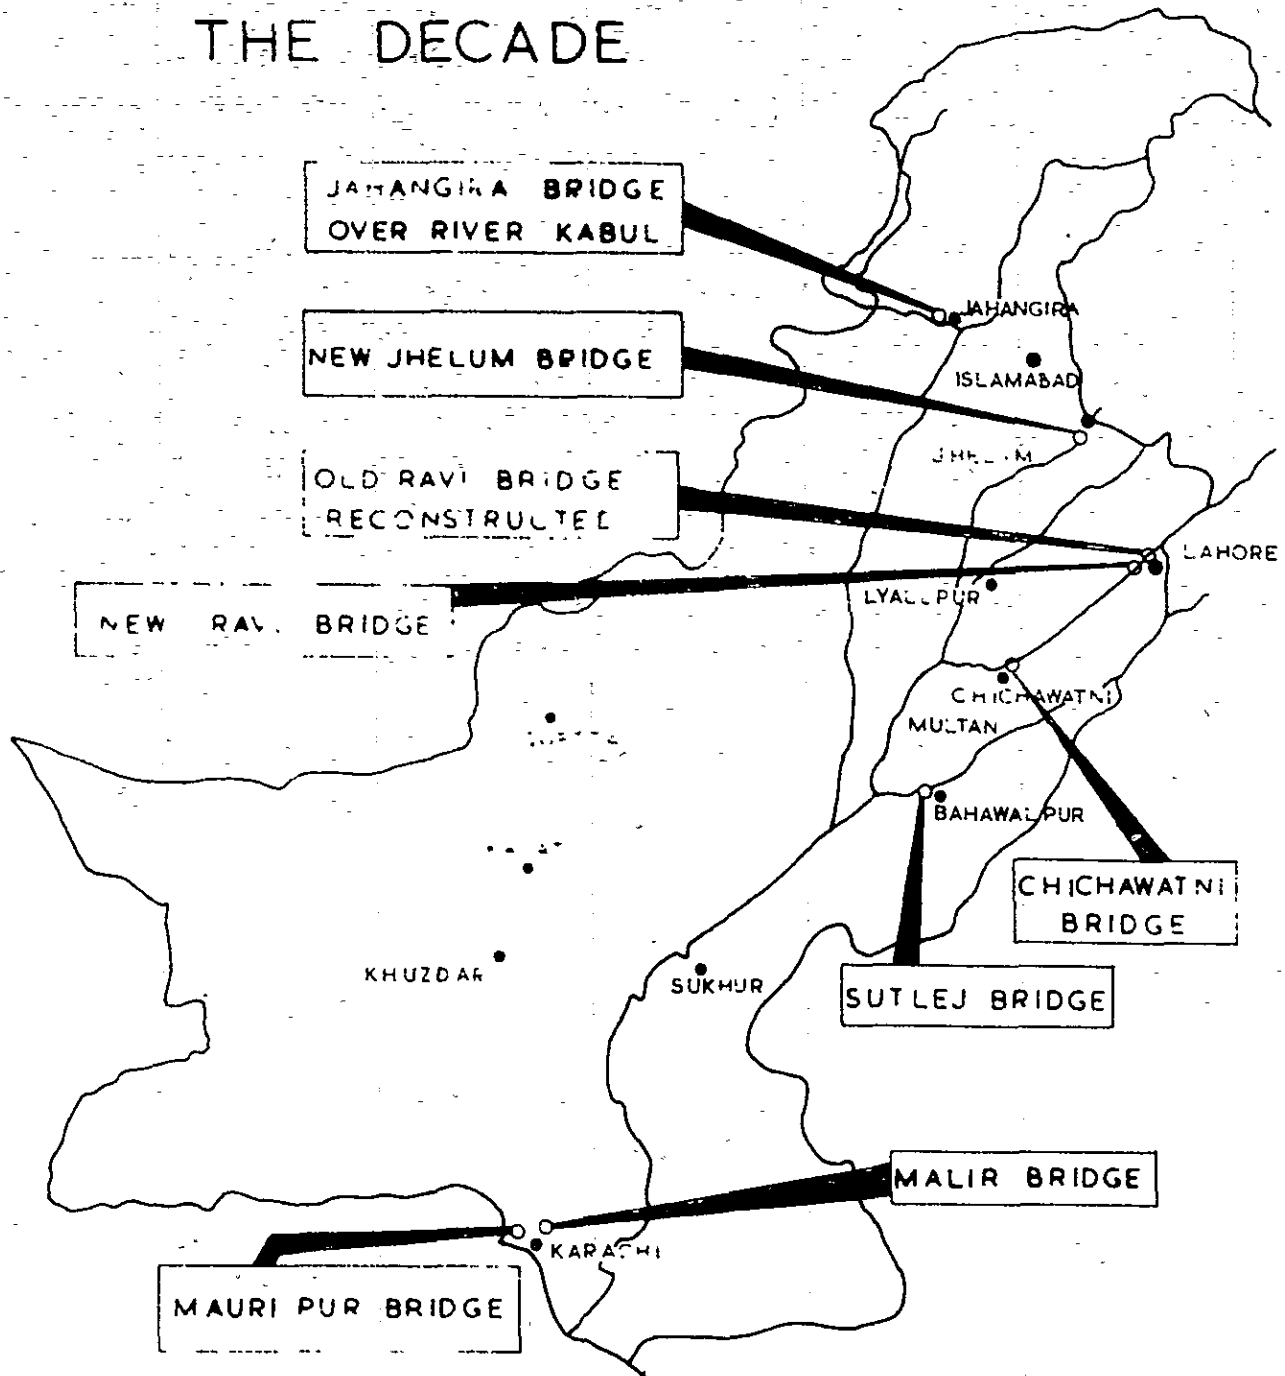 THE DECADE
JAHANGIRA BRIDGE
OVER RIVER KABUL
JAHANGIRA
NEW JHELUM BRIDGE
ISLAMABAD
JHELUM
OLD RAVI BRIDGE
RECONSTRUCTED
LAHORE
LYALLPUR
NEW RAVI BRIDGE
CHICHAWATNI
MULTAN
BAHAWALPUR
CHICHAWATNI
BRIDGE
KHUZDAR
SUKHUR
SUTLEJ BRIDGE
MALIR BRIDGE
KARACHI
MAURI PUR BRIDGE